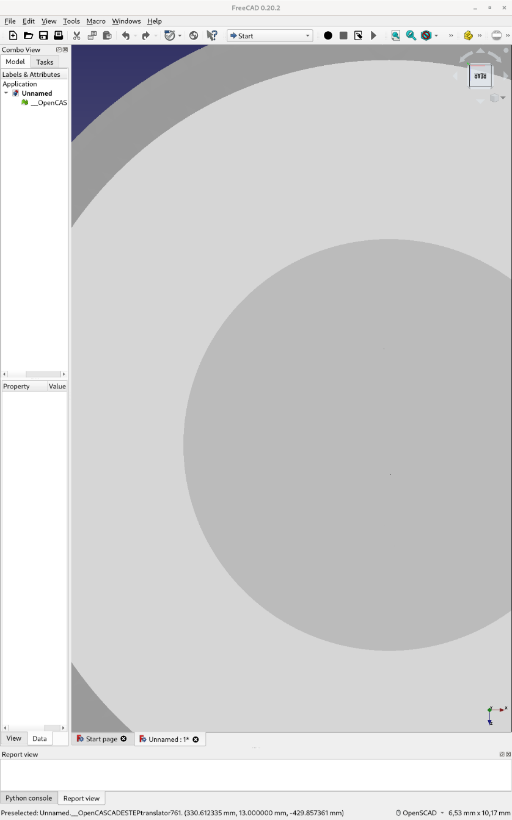 FreeCAD 0.20.2
File Edit View Tools Macro Windows Help
Start
Combo View
Model Tasks
Labels & Attributes
Application
Unnamed
__OpenCAS
REAR
Property Value
View Data
Start page Unnamed : 1*
Report view
Python console Report view
Preselected: Unnamed.__OpenCASCADESTEPtranslator761. (330.612335 mm, 13.000000 mm, -429.857361 mm) OpenSCAD 6,53 mm x 10,17 mm